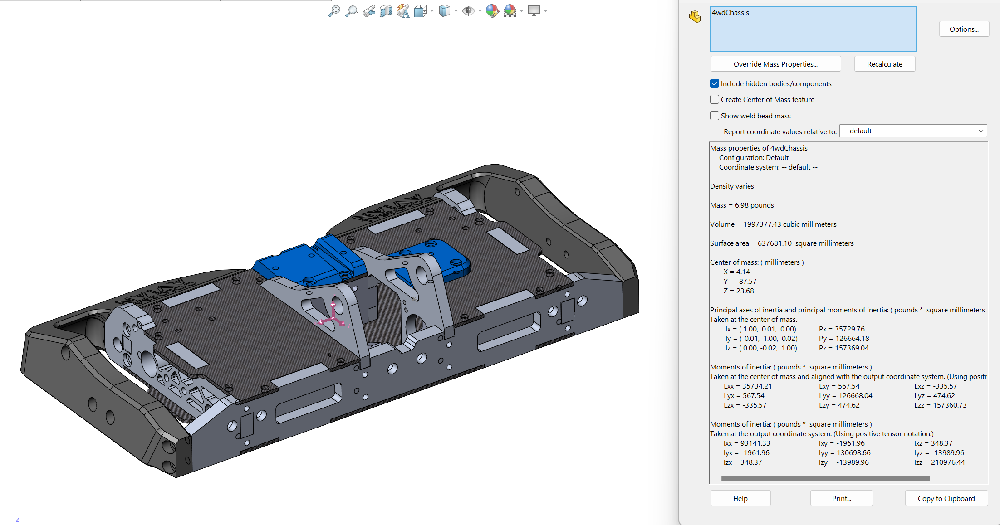 4wdChassis
Options...
Override Mass Properties...
Recalculate
Include hidden bodies/components
Create Center of Mass feature
Show weld bead mass
Report coordinate values relative to:
-- default --
Mass properties of 4wdChassis
Configuration: Default
Coordinate system: -- default --
Density varies
Mass = 6.98 pounds
Volume = 1997377.43 cubic millimeters
Surface area = 637681.10 square millimeters
Center of mass: ( millimeters )
X = 4.14
Y = -87.57
Z = 23.68
Principal axes of inertia and principal moments of inertia: ( pounds * square millimeters
Taken at the center of mass.
Ix = ( 1.00, 0.01, 0.00) Px = 35729.76
Iy = (-0.01, 1.00, 0.02) Py = 126664.18
Iz = ( 0.00, -0.02, 1.00) Pz = 157369.04
Moments of inertia: ( pounds * square millimeters )
Taken at the center of mass and aligned with the output coordinate system. (Using positi
Lxx = 35734.21 Lxy = 567.54 Lxz = -335.57
Lyx = 567.54 Lyy = 126668.04 Lyz = 474.62
Lzx = -335.57 Lzy = 474.62 Lzz = 157360.73
Moments of inertia: ( pounds * square millimeters )
Taken at the output coordinate system. (Using positive tensor notation.)
Ixx = 93141.33 Ixy = -1961.96 Ixz = 348.37
Iyx = -1961.96 Iyy = 130698.66 Iyz = -13989.96
Izx = 348.37 Izy = -13989.96 Izz = 210976.44
Help
Print...
Copy to Clipboard
COLOSSAL
AVIAN
COLOSSAL
AVIAN
Z